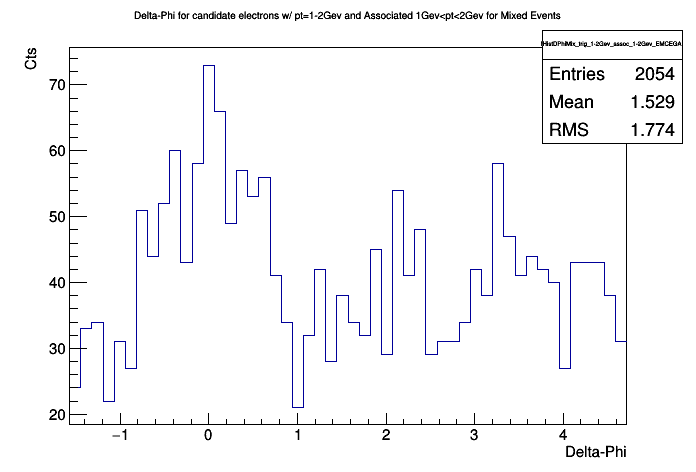 Delta-Phi for candidate electrons w/ pt=1-2Gev and Associated 1Gev<pt<2Gev for Mixed Events
Cts
HistDPhiMix_trig_1-2Gev_assoc_1-2Gev_EMCEGA
Entries 2054
Mean 1.529
RMS 1.774
70
60
50
40
30
20
−1 0 1 2 3 4
Delta-Phi